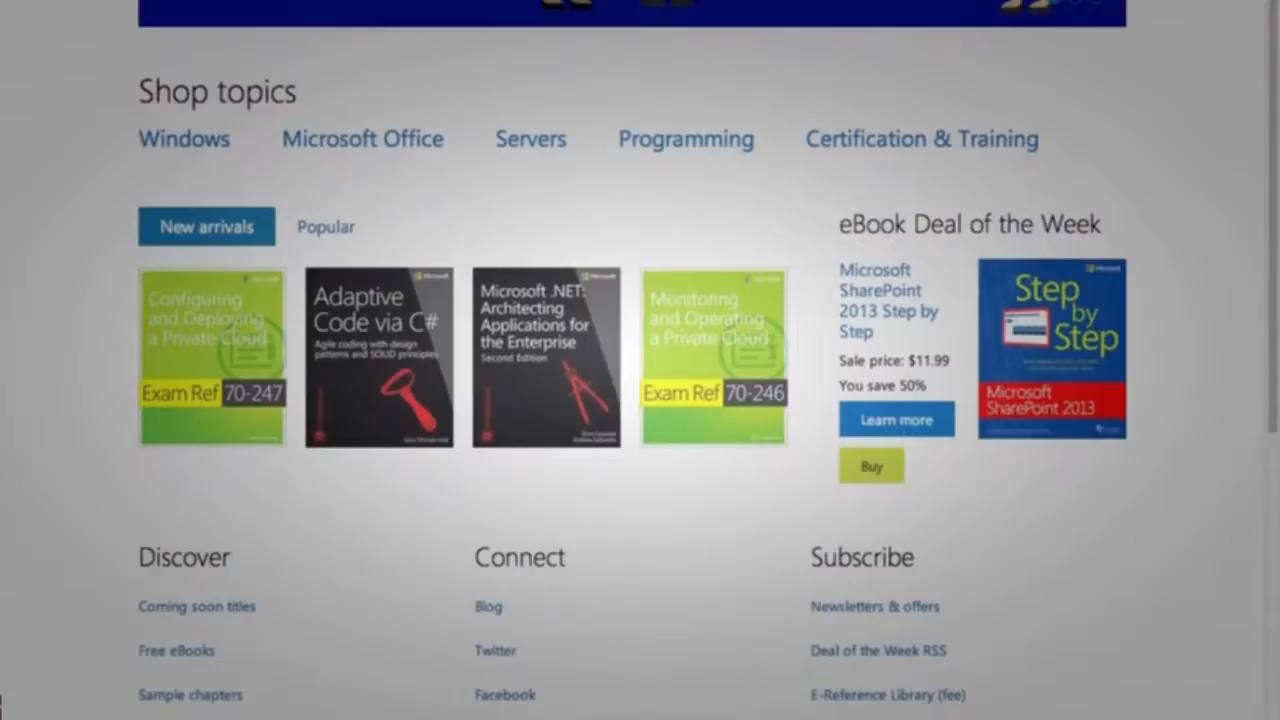 Shop topics
Windows Microsoft Office Servers Programming Certification & Training
New arrivals Popular
eBook Deal of the Week
Configuring
and Deploying
a Private Cloud
Exam Ref 70-247
Microsoft
Adaptive
Code via C#
Agile coding with design
patterns and SOLID principles
Microsoft
Microsoft .NET:
Architecting
Applications for
the Enterprise
Second Edition
Monitoring
and Operating
a Private Cloud
Exam Ref 70-246
Microsoft
SharePoint
2013 Step by
Step
Sale price: $11.99
You save 50%
Learn more
Buy
Microsoft
Step
by
Step
Microsoft
SharePoint 2013
Discover
Coming soon titles
Free eBooks
Sample chapters
Connect
Blog
Twitter
Facebook
Subscribe
Newsletters & offers
Deal of the Week RSS
E-Reference Library (fee)